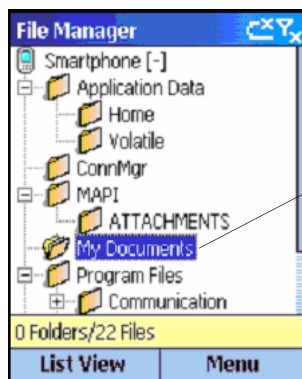 File Manager
Smartphone [-]
Application Data
Home
Volatile
ConnMgr
MAPI
ATTACHMENTS
My Documents
Program Files
Communication
0 Folders/22 Files
List View Menu